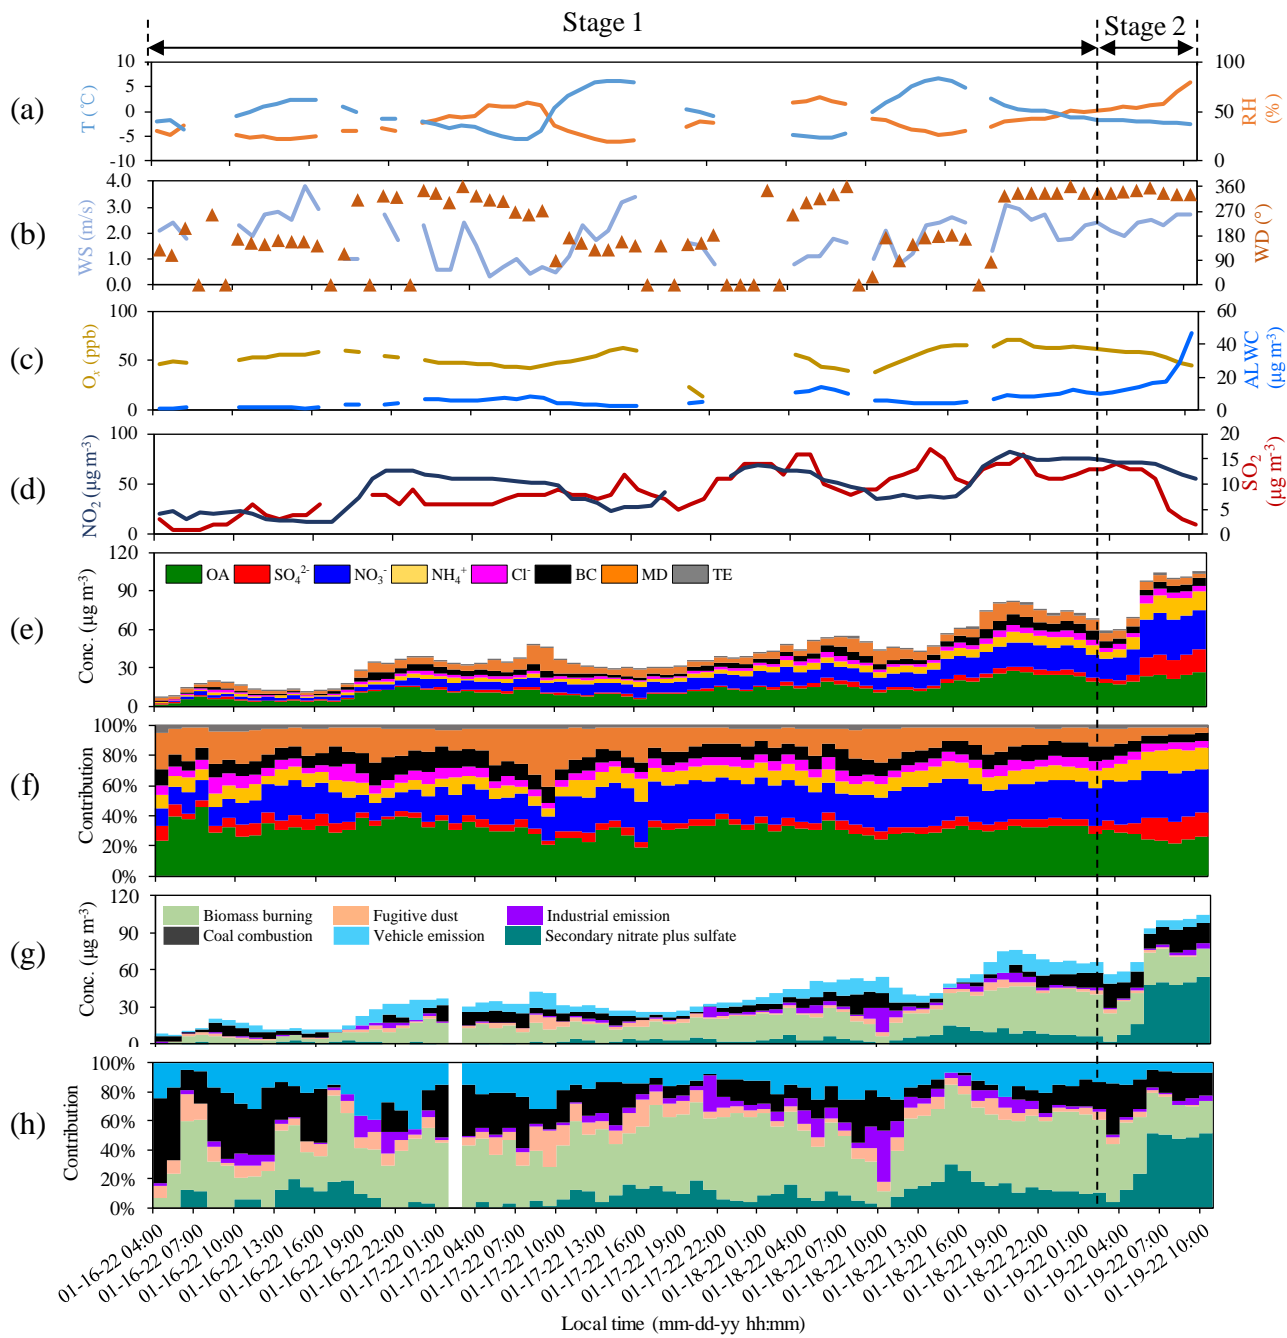 Stage 1
Stage 2
(a)
T (℃)
10
5
0
-5
-10
100
50
0
RH
(%)
(b)
WS (m/s)
4.0
3.0
2.0
1.0
0.0
360
270
180
90
0
WD (°)
(c)
Oₓ (ppb)
100
50
0
60
40
20
0
ALWC
(μg m⁻³)
(d)
NO₂ (μg m⁻³)
100
50
0
20
15
10
5
0
SO₂
(μg m⁻³)
(e)
Conc. (μg m⁻³)
120
90
60
30
0
OA SO₄²⁻ NO₃⁻ NH₄⁺ Cl⁻ BC MD TE
(f)
Contribution
100%
80%
60%
40%
20%
0%
(g)
Conc. (μg m⁻³)
120
90
60
30
0
Biomass burning Fugitive dust Industrial emission
Coal combustion Vehicle emission Secondary nitrate plus sulfate
(h)
Contribution
100%
80%
60%
40%
20%
0%
01-16-22 04:00
01-16-22 07:00
01-16-22 10:00
01-16-22 13:00
01-16-22 16:00
01-16-22 19:00
01-16-22 22:00
01-17-22 01:00
01-17-22 04:00
01-17-22 07:00
01-17-22 10:00
01-17-22 13:00
01-17-22 16:00
01-17-22 19:00
01-17-22 22:00
01-18-22 01:00
01-18-22 04:00
01-18-22 07:00
01-18-22 10:00
01-18-22 13:00
01-18-22 16:00
01-18-22 19:00
01-18-22 22:00
01-19-22 01:00
01-19-22 04:00
01-19-22 07:00
01-19-22 10:00
Local time (mm-dd-yy hh:mm)